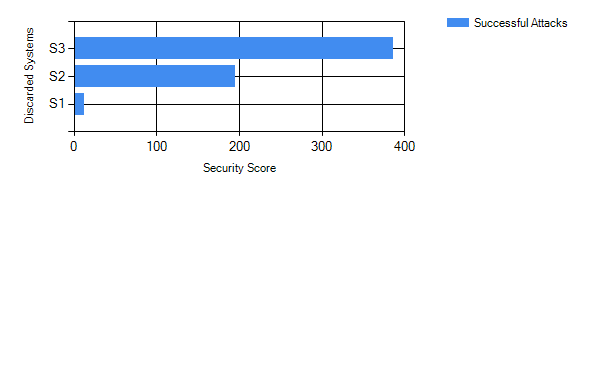 Discarded Systems
S3
S2
S1
0 100 200 300 400
Security Score
Successful Attacks